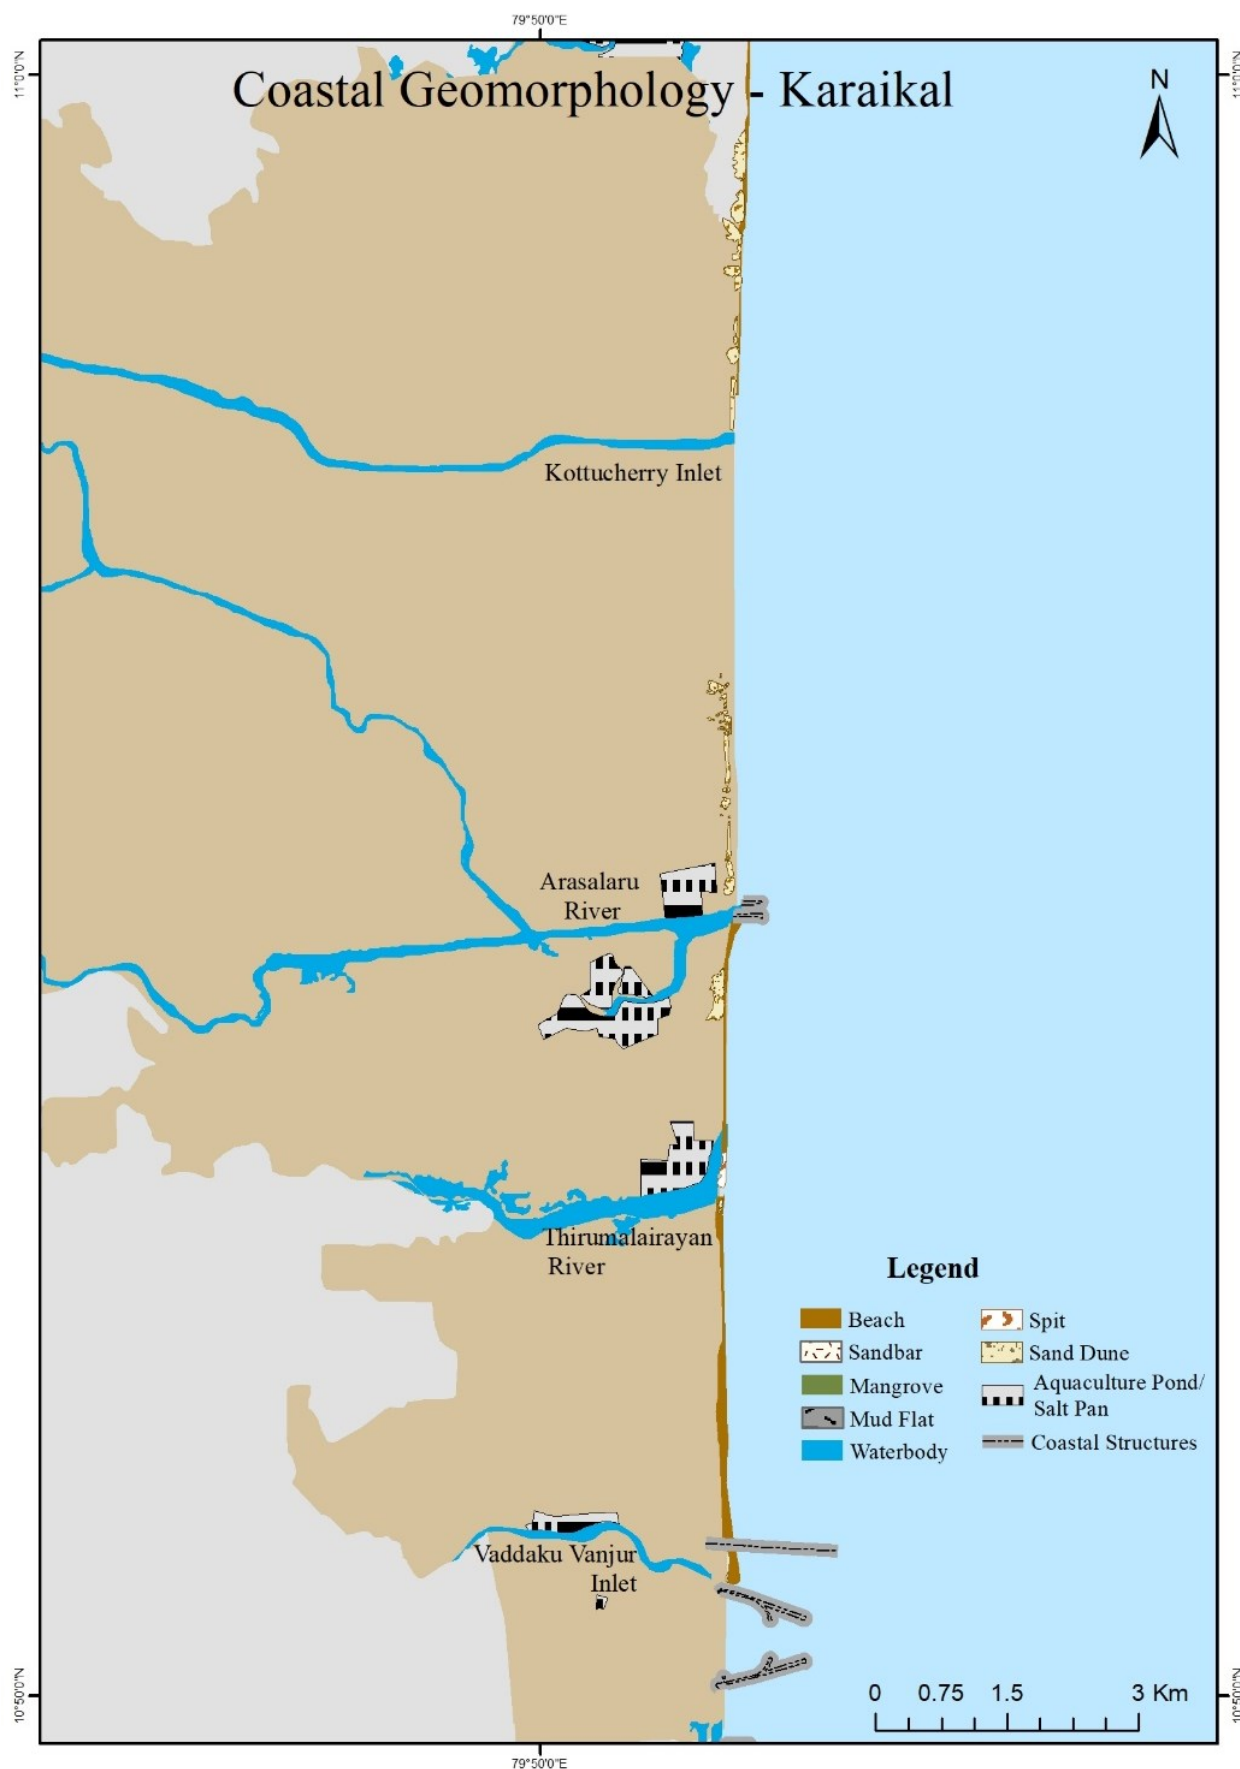 79°50'0"E
11°0'0"N
11°0'0"N
Coastal Geomorphology - Karaikal
N
Kottucherry Inlet
Arasalaru
River
Thirumalairayan
River
Legend
Beach
Spit
Sandbar
Sand Dune
Mangrove
Aquaculture Pond/
Salt Pan
Mud Flat
Coastal Structures
Waterbody
Vaddaku Vanjur
Inlet
10°50'0"N
10°50'0"N
0 0.75 1.5 3 Km
79°50'0"E